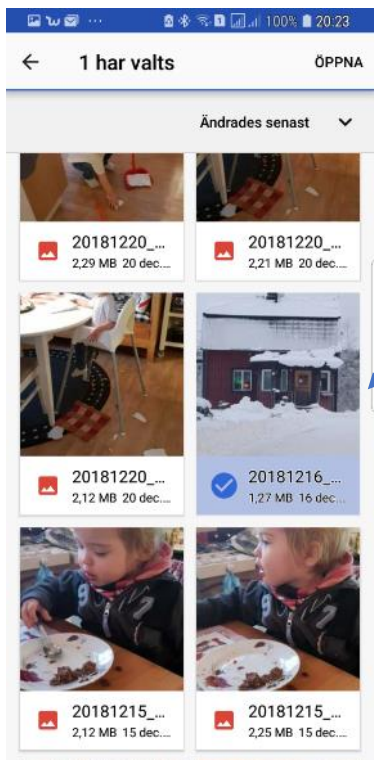 100% 20:23
1 har valts ÖPPNA
Ändrades senast
20181220_... 20181220_...
2,29 MB 20 dec.... 2,21 MB 20 dec....
20181220_... 20181216_...
2,12 MB 20 dec.... 1,27 MB 16 dec....
20181215_... 20181215_...
2,12 MB 15 dec.... 2,25 MB 15 dec....